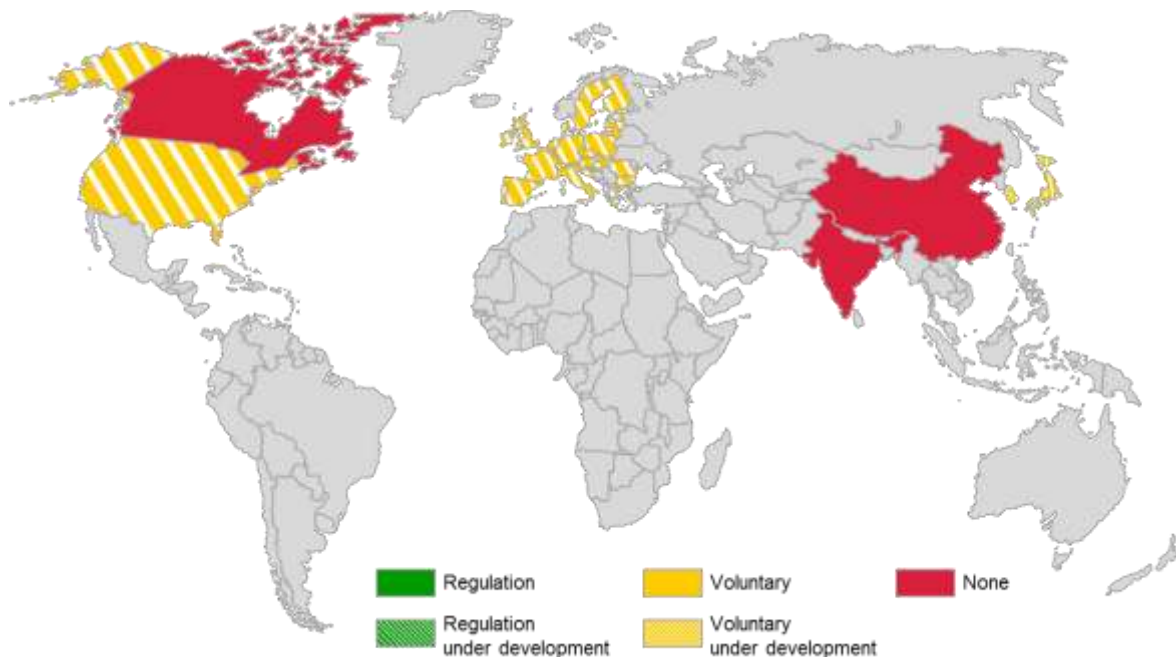 Regulation
Voluntary
None
Regulation
under development
Voluntary
under development